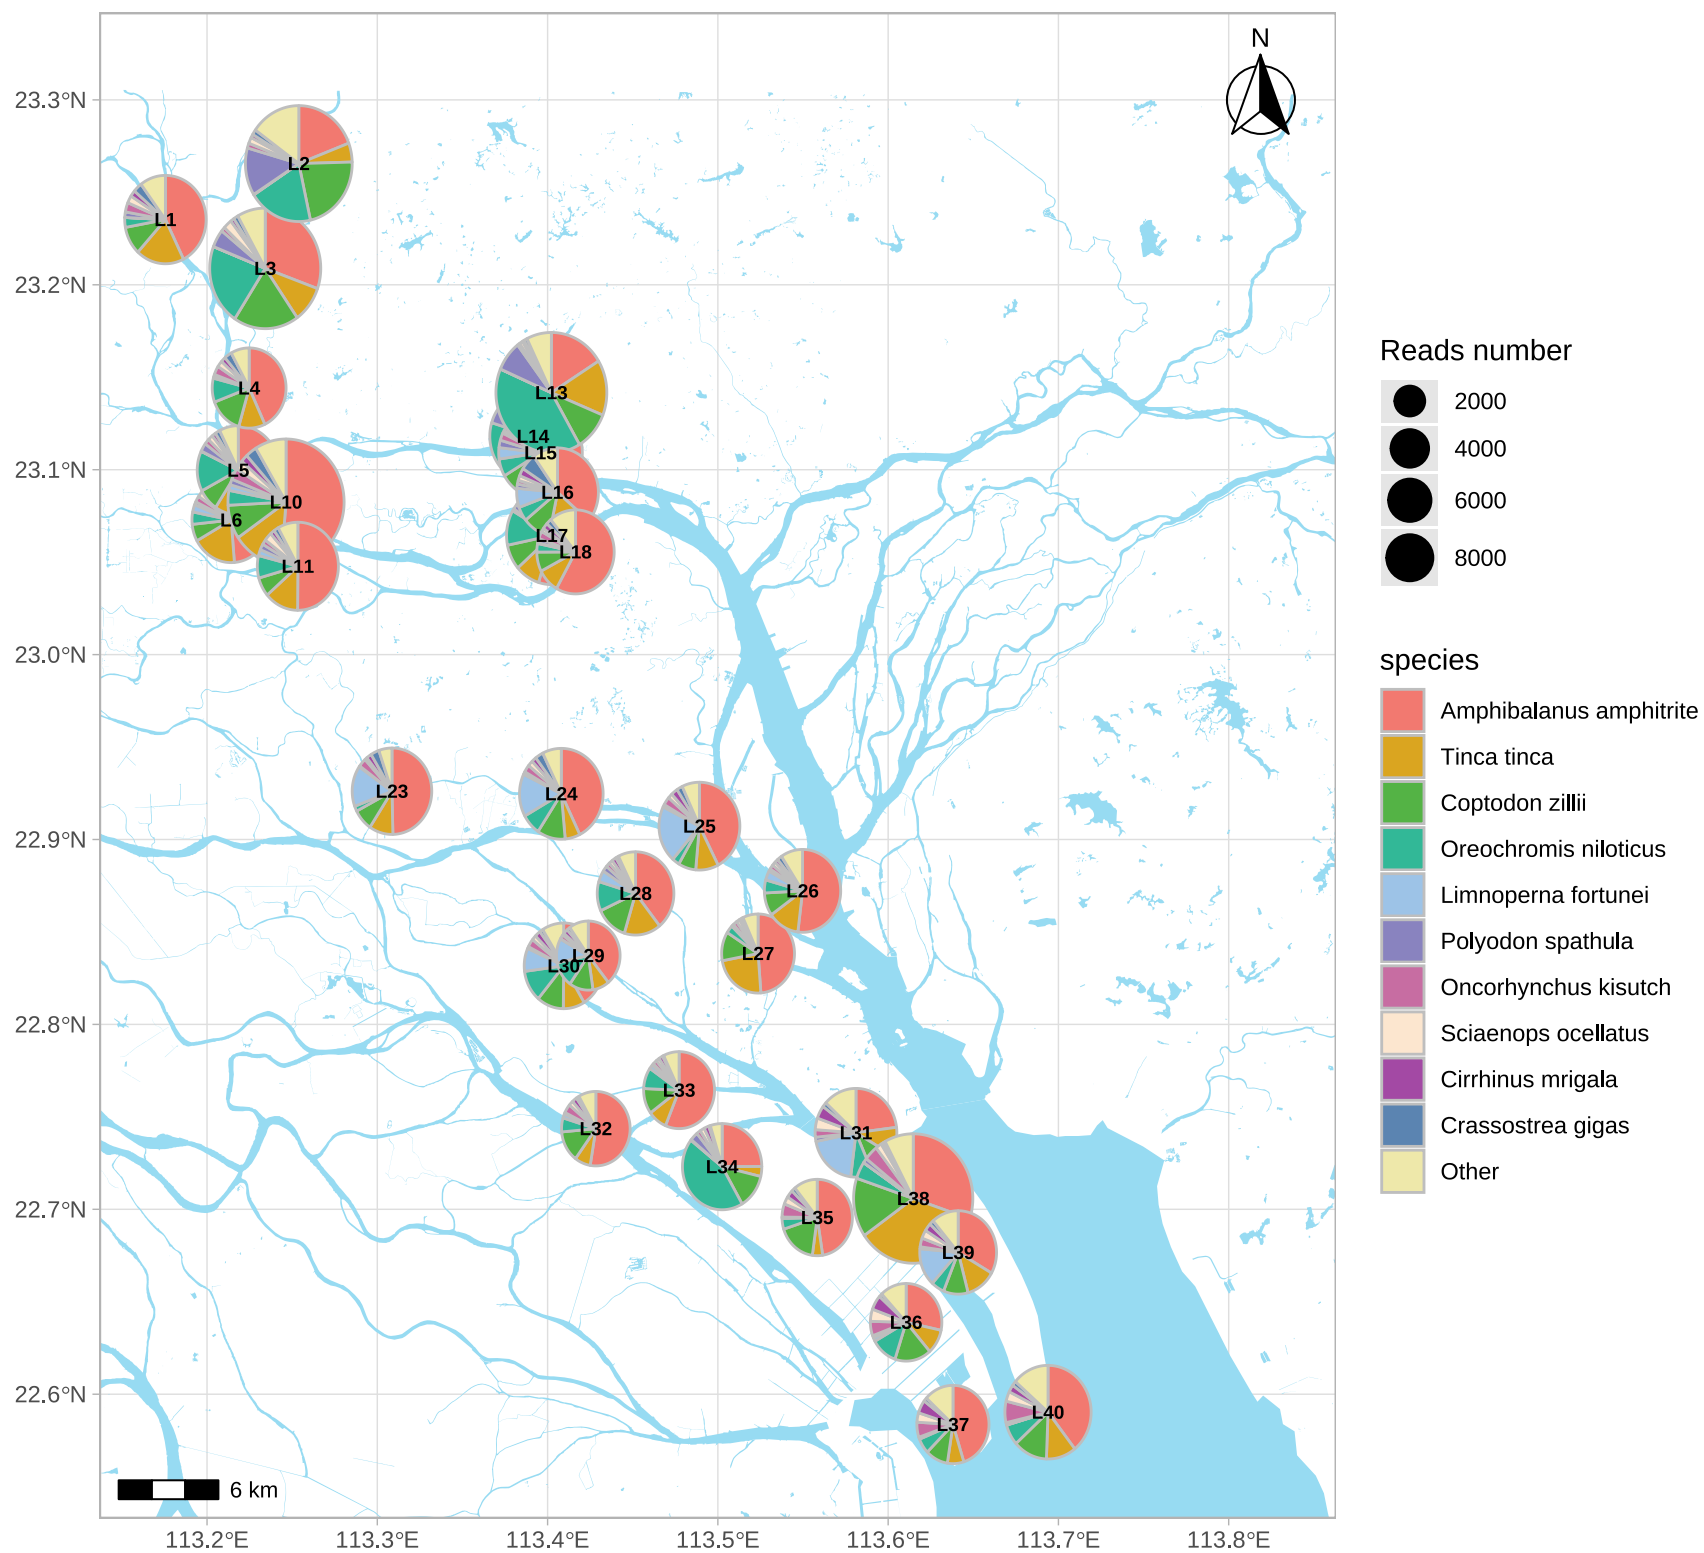 N
23.3°N
23.2°N
23.1°N
23.0°N
22.9°N
22.8°N
22.7°N
22.6°N
L2
L1
L3
L4
L13
L14
L15
L5
L16
L10
L6
L17
L18
L11
L23
L24
L25
L28
L26
L27
L29
L30
L33
L32
L31
L34
L38
L35
L39
L36
L40
L37
6 km
113.2°E
113.3°E
113.4°E
113.5°E
113.6°E
113.7°E
113.8°E
Reads number
2000
4000
6000
8000
species
Amphibalanus amphitrite
Tinca tinca
Coptodon zillii
Oreochromis niloticus
Limnoperna fortunei
Polyodon spathula
Oncorhynchus kisutch
Sciaenops ocellatus
Cirrhinus mrigala
Crassostrea gigas
Other